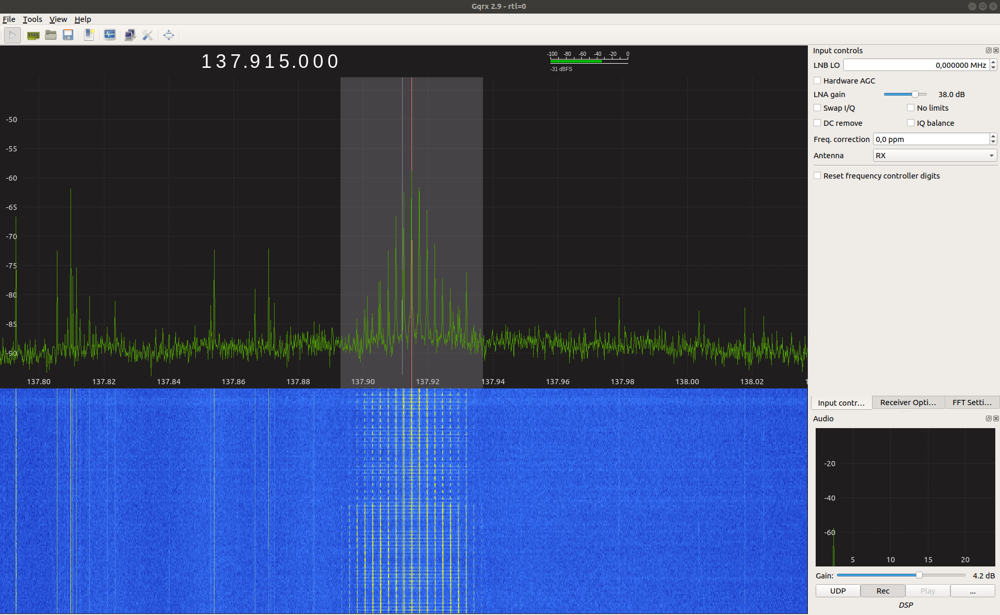 Gqrx 2.9 - rtl=0
File Tools View Help
137.915.000
-100 -80 -60 -40 -20 0
-31 dBFS
-50
-55
-60
-65
-70
-75
-80
-85
-90
137.80 137.82 137.84 137.86 137.88 137.90 137.92 137.94 137.96 137.98 138.00 138.02 1
Input controls
LNB LO 0,000000 MHz
Hardware AGC
LNA gain 38.0 dB
Swap I/Q No limits
DC remove IQ balance
Freq. correction 0,0 ppm
Antenna RX
Reset frequency controller digits
Input contr... Receiver Opti... FFT Setti...
Audio
-20
-40
-60
5 10 15 20
Gain: 4.2 dB
UDP Rec Play ...
DSP